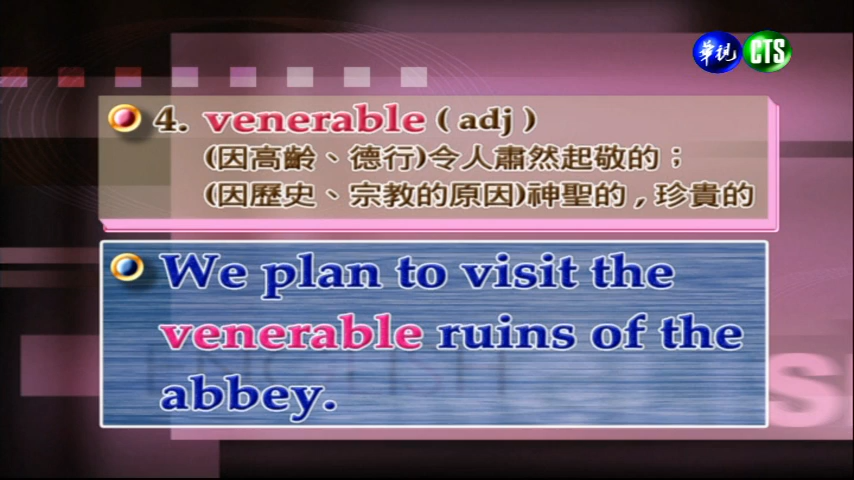 華視 CTS
4. venerable ( adj )
(因高齡、德行)令人肅然起敬的；
(因歷史、宗教的原因)神聖的 , 珍貴的
We plan to visit the
venerable ruins of the
abbey.